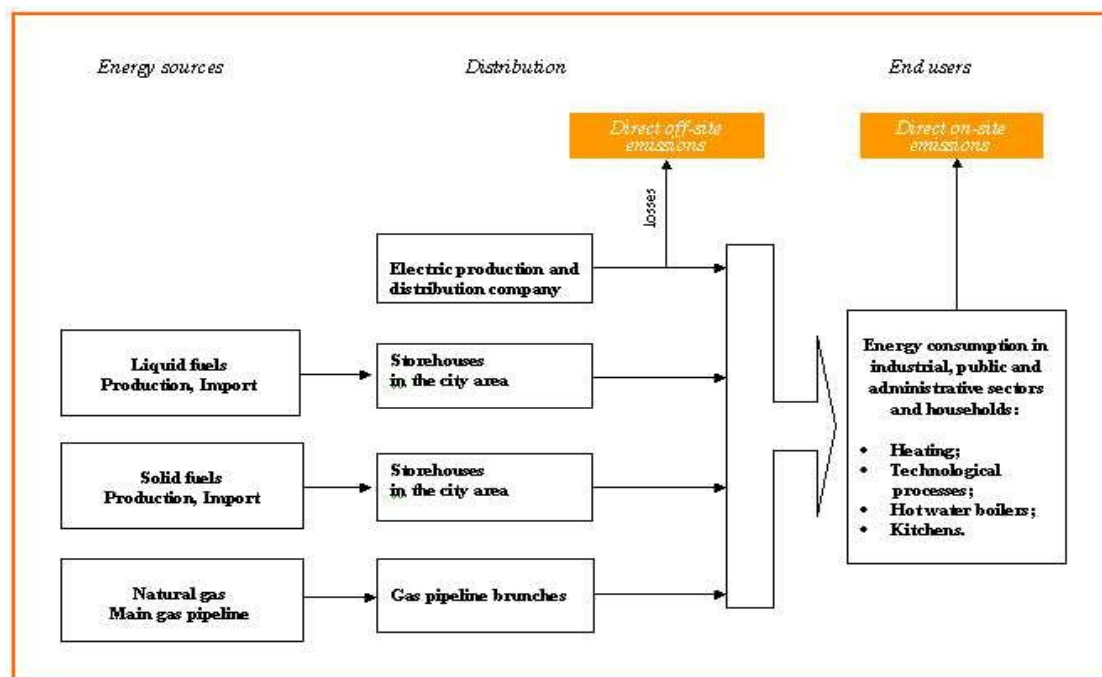 Energy sources
Distribution
End users
Direct off-site
emissions
Direct on-site
emissions
losses
Electric production and
distribution company
Liquid fuels
Production, Import
Storehouses
in the city area
Energy consumption in
industrial, public and
administrative sectors
and households:
• Heating;
• Technological
processes;
• Hot water boilers;
• Kitchens.
Solid fuels
Production, Import
Storehouses
in the city area
Natural gas
Main gas pipeline
Gas pipeline brunches